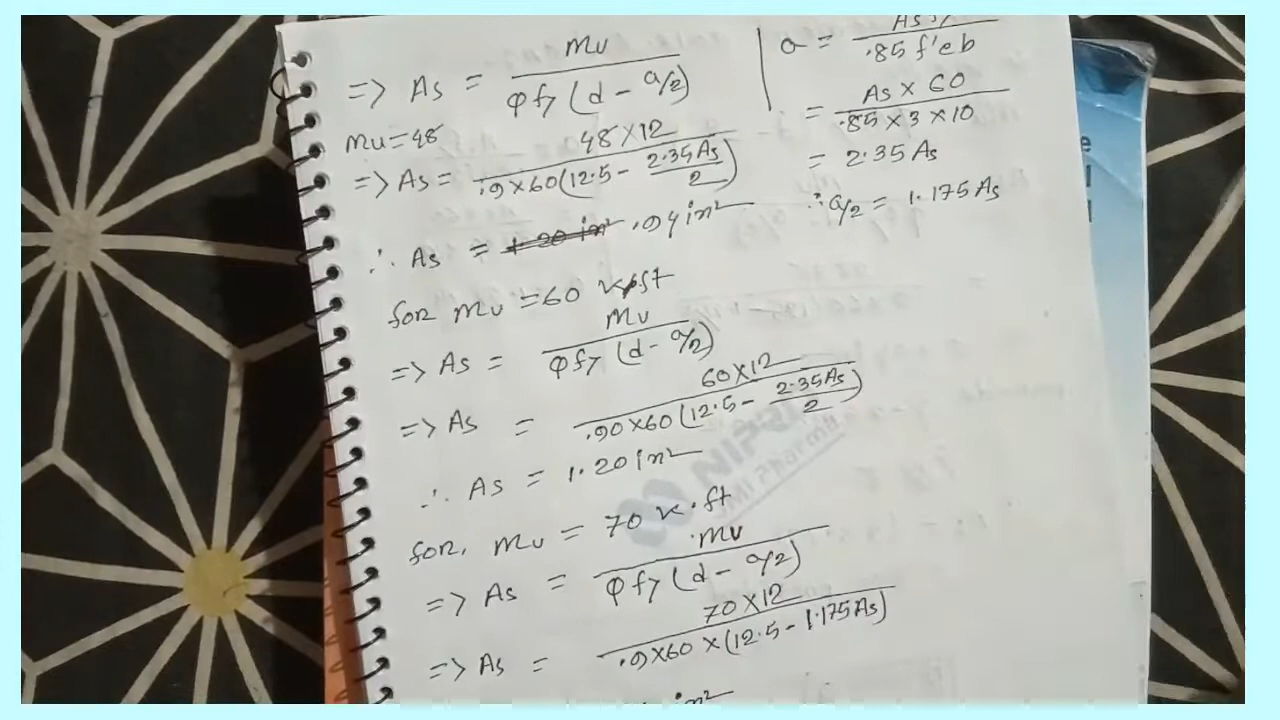 => As = Mu / φfy (d - a/2)
a = As / .85 f'c b
= As × 60 / .85 × 3 × 10
= 2.35 As
∴ a/2 = 1.175 As
Mu = 48
=> As = 48×12 / .9×60(12.5 - 2.35As/2)
∴ As = 1.20 in² .94 in²
for Mu = 60 k.ft
=> As = Mu / φfy (d - a/2)
=> As = 60×12 / .90×60(12.5 - 2.35As/2)
∴ As = 1.20 in²
for, Mu = 70 k.ft
=> As = Mu / φfy (d - a/2)
=> As = 70×12 / .9×60×(12.5 - 1.175As)
in²
e
l
l